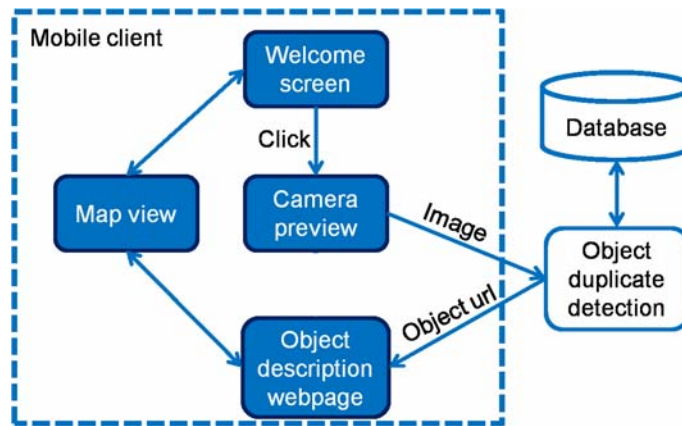 Mobile client
Welcome
screen
Click
Database
Map view
Camera
preview
Image
Object
duplicate
detection
Object url
Object
description
webpage